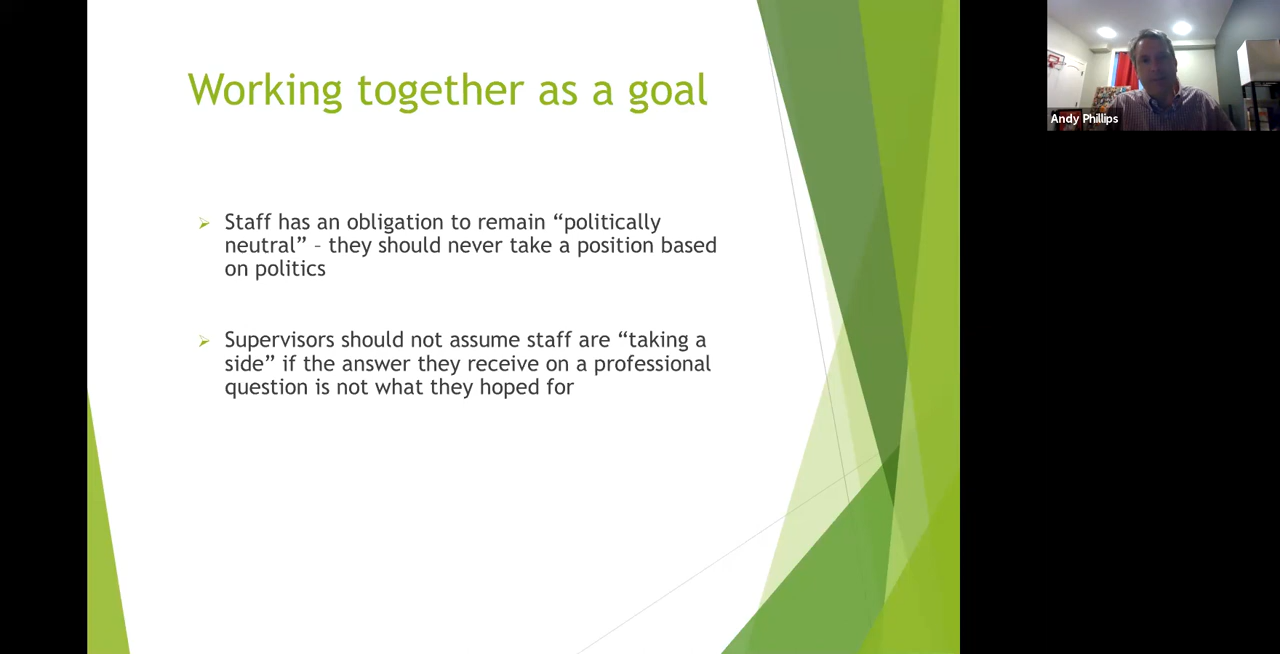 Working together as a goal
Staff has an obligation to remain “politically
neutral” – they should never take a position based
on politics
Supervisors should not assume staff are “taking a
side” if the answer they receive on a professional
question is not what they hoped for
Andy Phillips